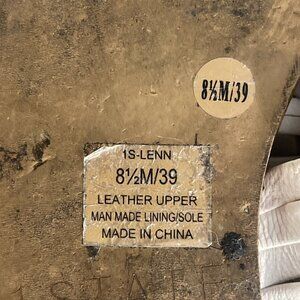 8½M/39
1S-LENN
8½M/39
LEATHER UPPER
MAN MADE LINING/SOLE
MADE IN CHINA